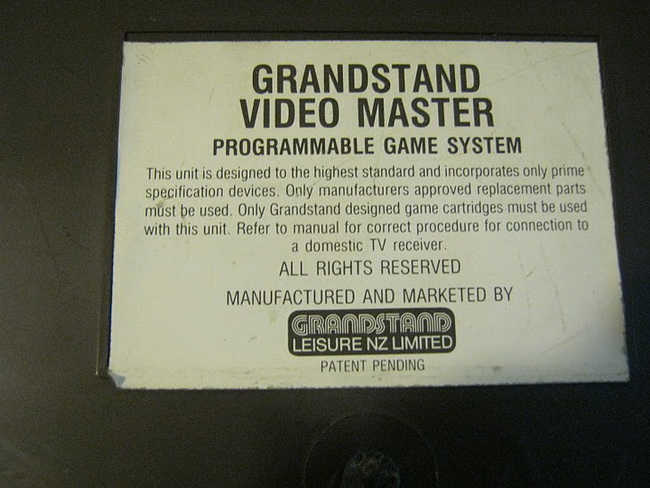 GRANDSTAND
VIDEO MASTER
PROGRAMMABLE GAME SYSTEM
This unit is designed to the highest standard and incorporates only prime
specification devices. Only manufacturers approved replacement parts
must be used. Only Grandstand designed game cartridges must be used
with this unit. Refer to manual for correct procedure for connection to
a domestic TV receiver.
ALL RIGHTS RESERVED
MANUFACTURED AND MARKETED BY
GRANDSTAND
LEISURE NZ LIMITED
PATENT PENDING